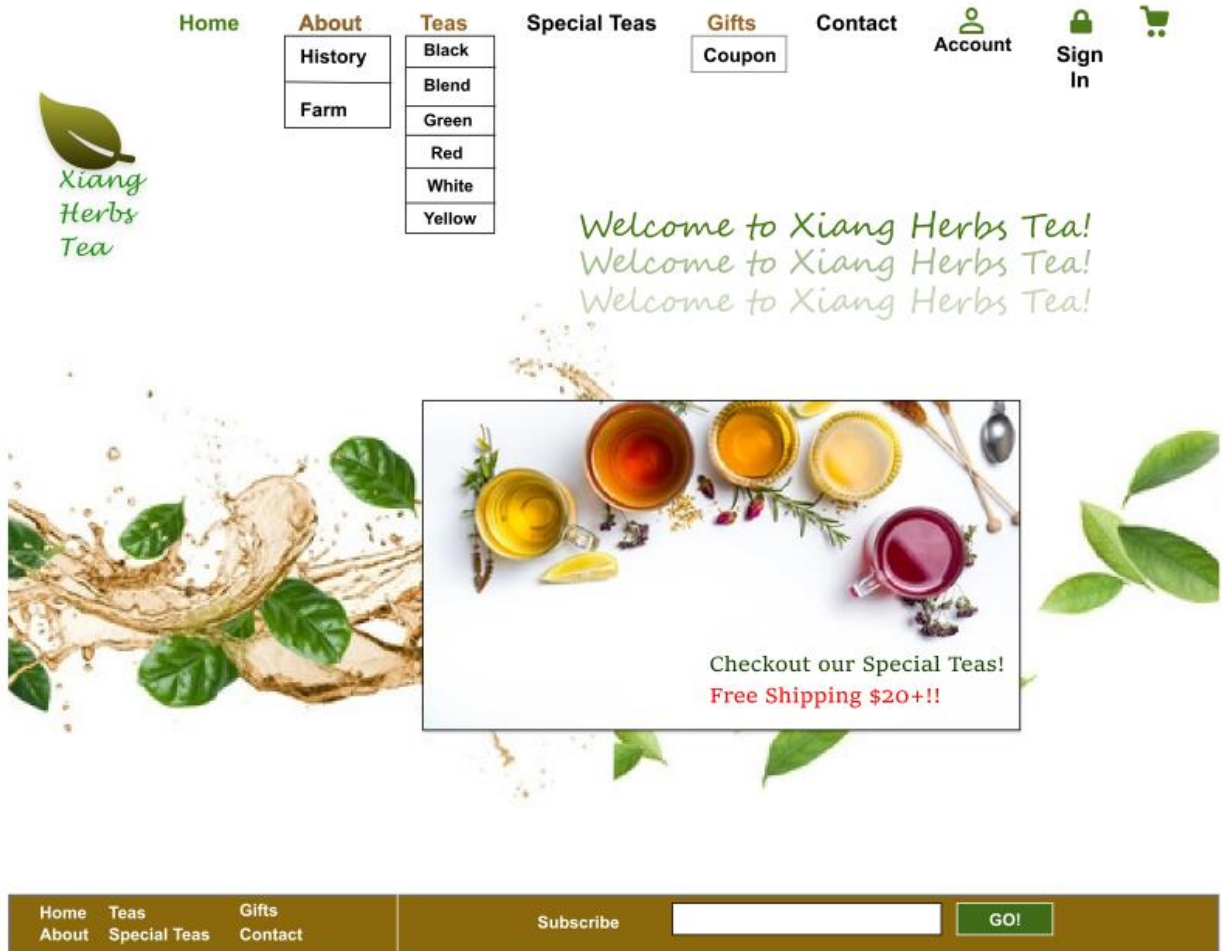 Home About Teas Special Teas Gifts Contact Account Sign In
History
Farm
Black
Blend
Green
Red
White
Yellow
Coupon
Xiang
Herbs
Tea
Welcome to Xiang Herbs Tea!
Welcome to Xiang Herbs Tea!
Welcome to Xiang Herbs Tea!
Checkout our Special Teas!
Free Shipping $20+!!
Home Teas Gifts
About Special Teas Contact
Subscribe GO!